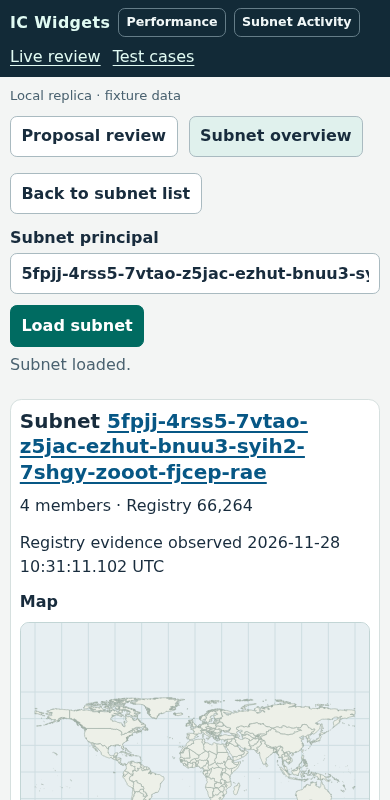 IC Widgets
Performance
Subnet Activity
Live review
Test cases
Local replica · fixture data
Proposal review
Subnet overview
Back to subnet list
Subnet principal
5fpjj-4rss5-7vtao-z5jac-ezhut-bnuu3-sy
Load subnet
Subnet loaded.
Subnet 5fpjj-4rss5-7vtao-
z5jac-ezhut-bnuu3-syih2-
7shgy-zooot-fjcep-rae
4 members · Registry 66,264
Registry evidence observed 2026-11-28
10:31:11.102 UTC
Map